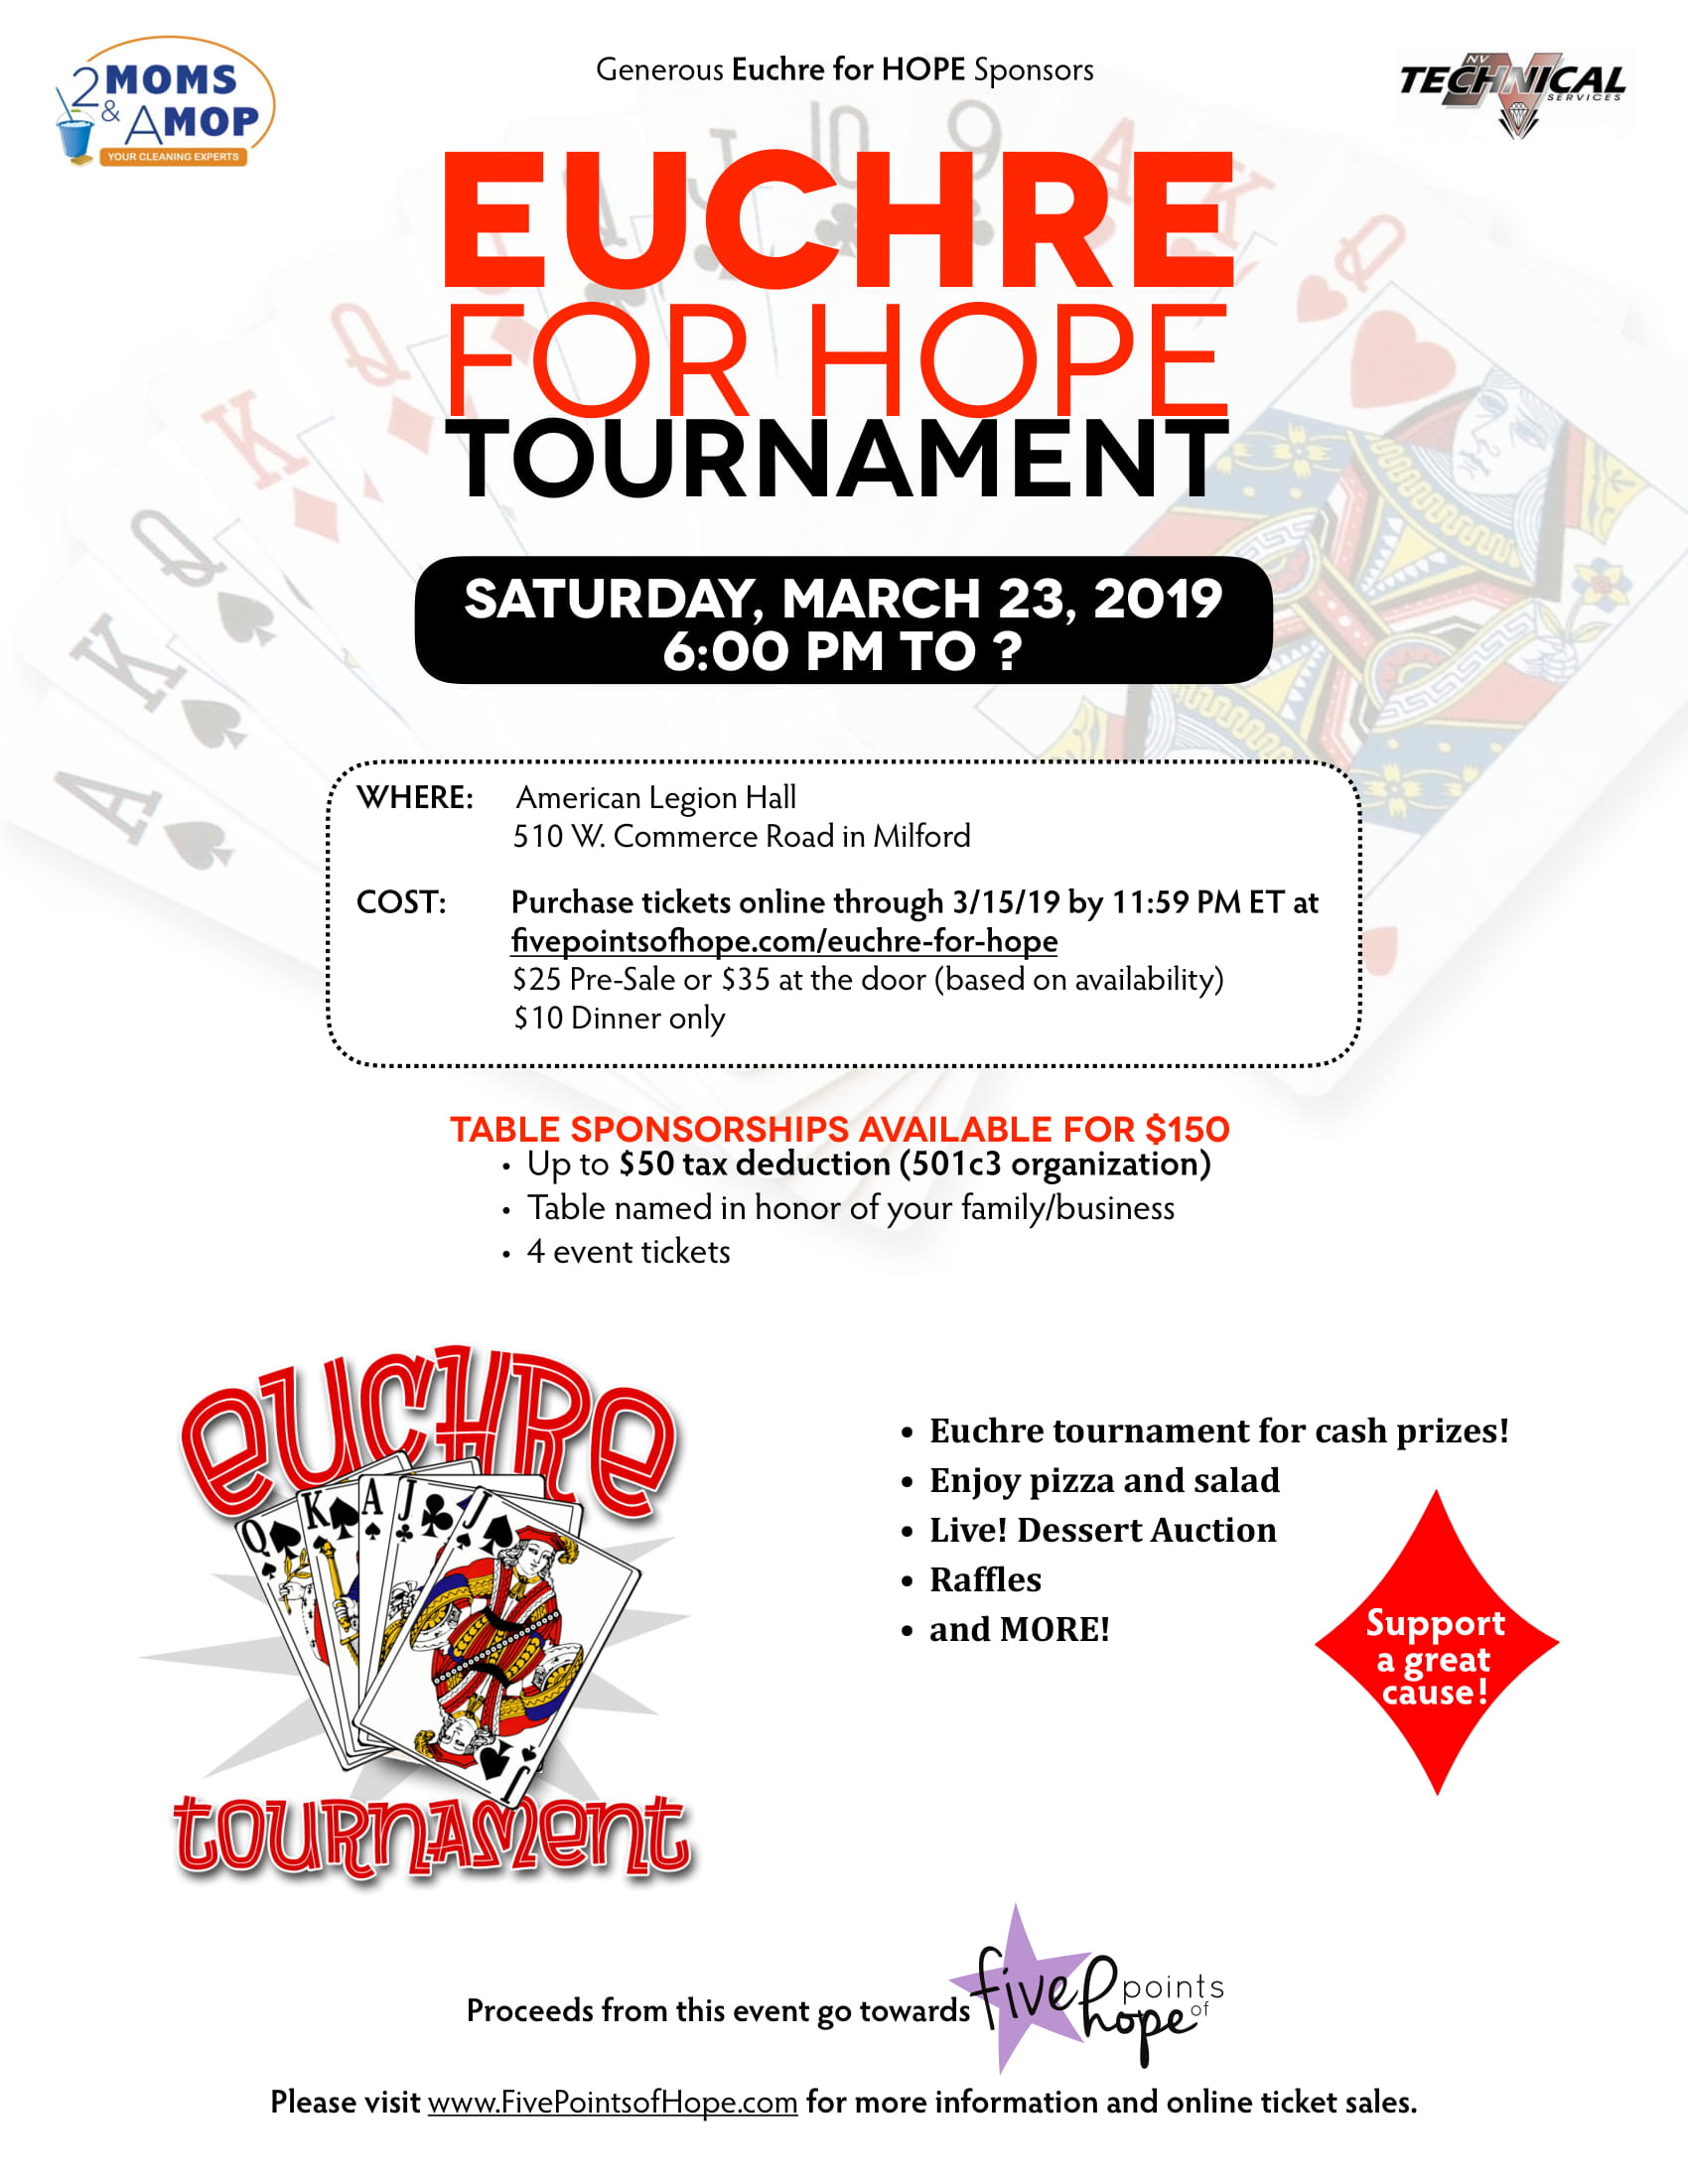 2 MOMS
& A MOP
YOUR CLEANING EXPERTS
Generous Euchre for HOPE Sponsors
NV
TECHNICAL
SERVICES
EUCHRE
FOR HOPE
TOURNAMENT
SATURDAY, MARCH 23, 2019
6:00 PM TO ?
WHERE: American Legion Hall
510 W. Commerce Road in Milford
COST: Purchase tickets online through 3/15/19 by 11:59 PM ET at
fivepointsofhope.com/euchre-for-hope
$25 Pre-Sale or $35 at the door (based on availability)
$10 Dinner only
TABLE SPONSORSHIPS AVAILABLE FOR $150
• Up to $50 tax deduction (501c3 organization)
• Table named in honor of your family/business
• 4 event tickets
euchre
Q K A J J
J
tournament
• Euchre tournament for cash prizes!
• Enjoy pizza and salad
• Live! Dessert Auction
• Raffles
• and MORE!
Support
a great
cause!
Proceeds from this event go towards
five points
of
hope
Please visit www.FivePointsofHope.com for more information and online ticket sales.